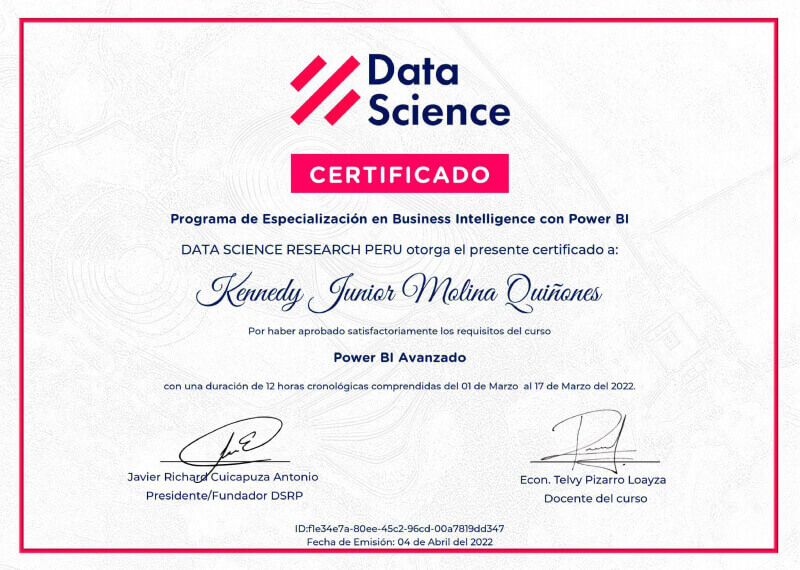 Data
Science
CERTIFICADO
Programa de Especialización en Business Intelligence con Power BI
DATA SCIENCE RESEARCH PERU otorga el presente certificado a:
Kennedy Junior Molina Quiñones
Por haber aprobado satisfactoriamente los requisitos del curso
Power BI Avanzado
con una duración de 12 horas cronológicas comprendidas del 01 de Marzo al 17 de Marzo del 2022.
Javier Richard Cuicapuza Antonio
Presidente/Fundador DSRP
Econ. Telvy Pizarro Loayza
Docente del curso
ID:f1e34e7a-80ee-45c2-96cd-00a7819dd347
Fecha de Emisión: 04 de Abril del 2022